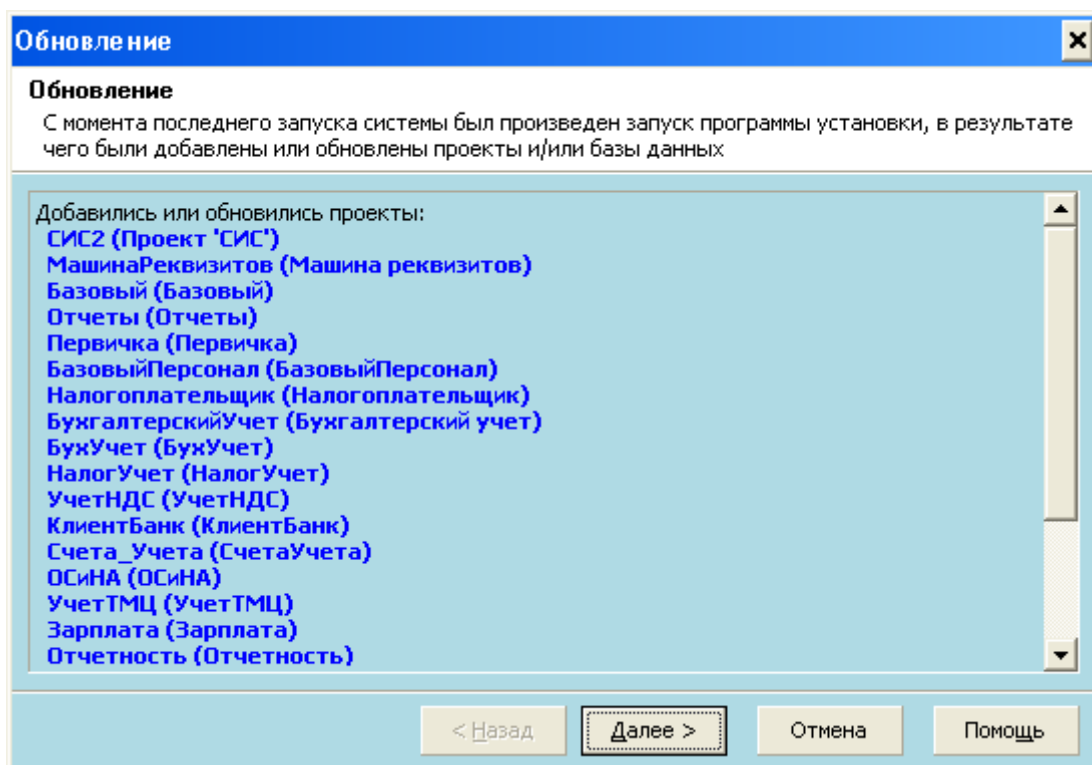 Обновление
Обновление
С момента последнего запуска системы был произведен запуск программы установки, в результате
чего были добавлены или обновлены проекты и/или базы данных
Добавились или обновились проекты:
СИС2 (Проект 'СИС')
МашинаРеквизитов (Машина реквизитов)
Базовый (Базовый)
Отчеты (Отчеты)
Первичка (Первичка)
БазовыйПерсонал (БазовыйПерсонал)
Налогоплательщик (Налогоплательщик)
БухгалтерскийУчет (Бухгалтерский учет)
БухУчет (БухУчет)
НалогУчет (НалогУчет)
УчетНДС (УчетНДС)
КлиентБанк (КлиентБанк)
Счета_Учета (СчетаУчета)
ОСиНА (ОСиНА)
УчетТМЦ (УчетТМЦ)
Зарплата (Зарплата)
Отчетность (Отчетность)
< Назад Далее > Отмена Помощь